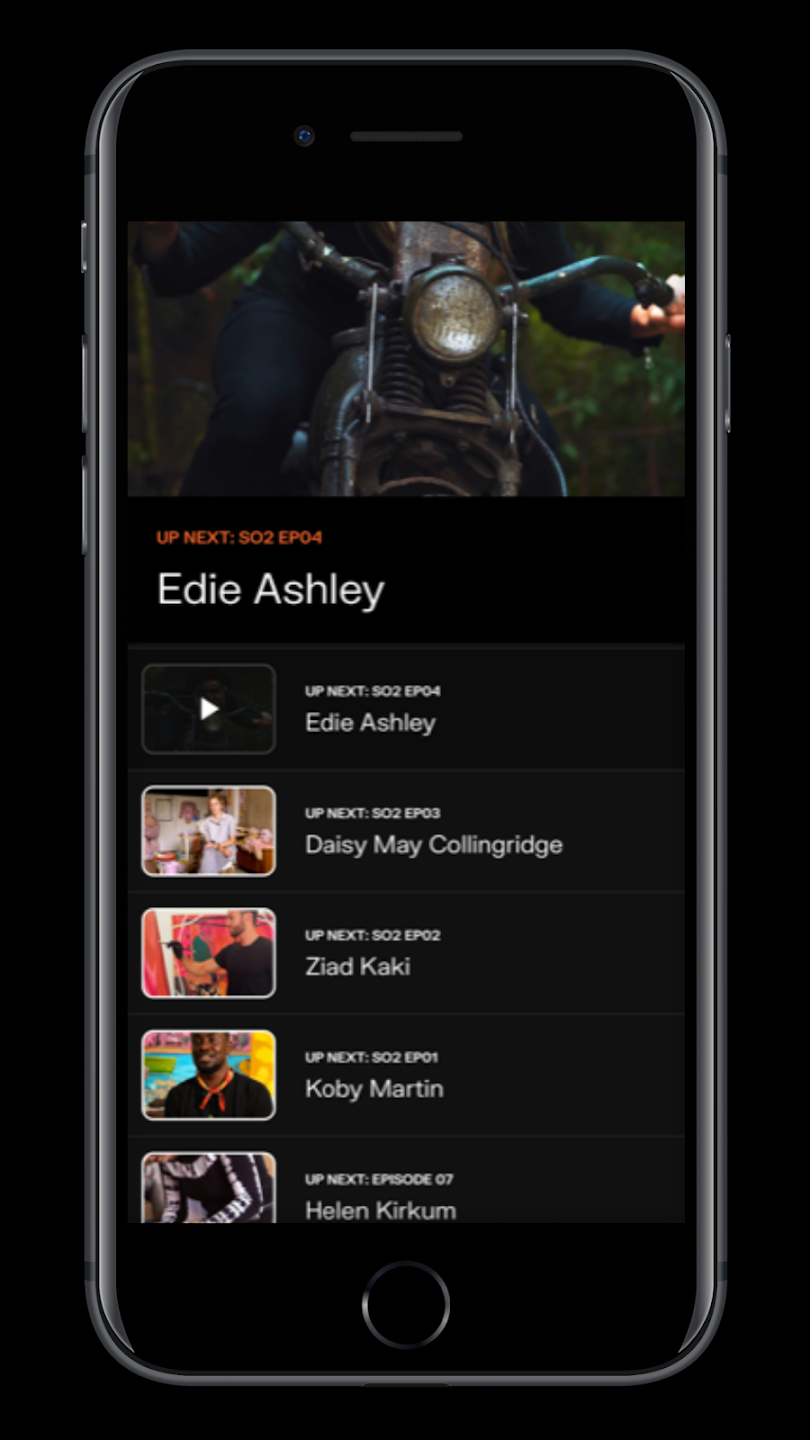 UP NEXT: SO2 EP04
Edie Ashley
UP NEXT: SO2 EP04
Edie Ashley
UP NEXT: SO2 EP03
Daisy May Collingridge
UP NEXT: SO2 EP02
Ziad Kaki
UP NEXT: SO2 EP01
Koby Martin
UP NEXT: EPISODE 07
Helen Kirkum